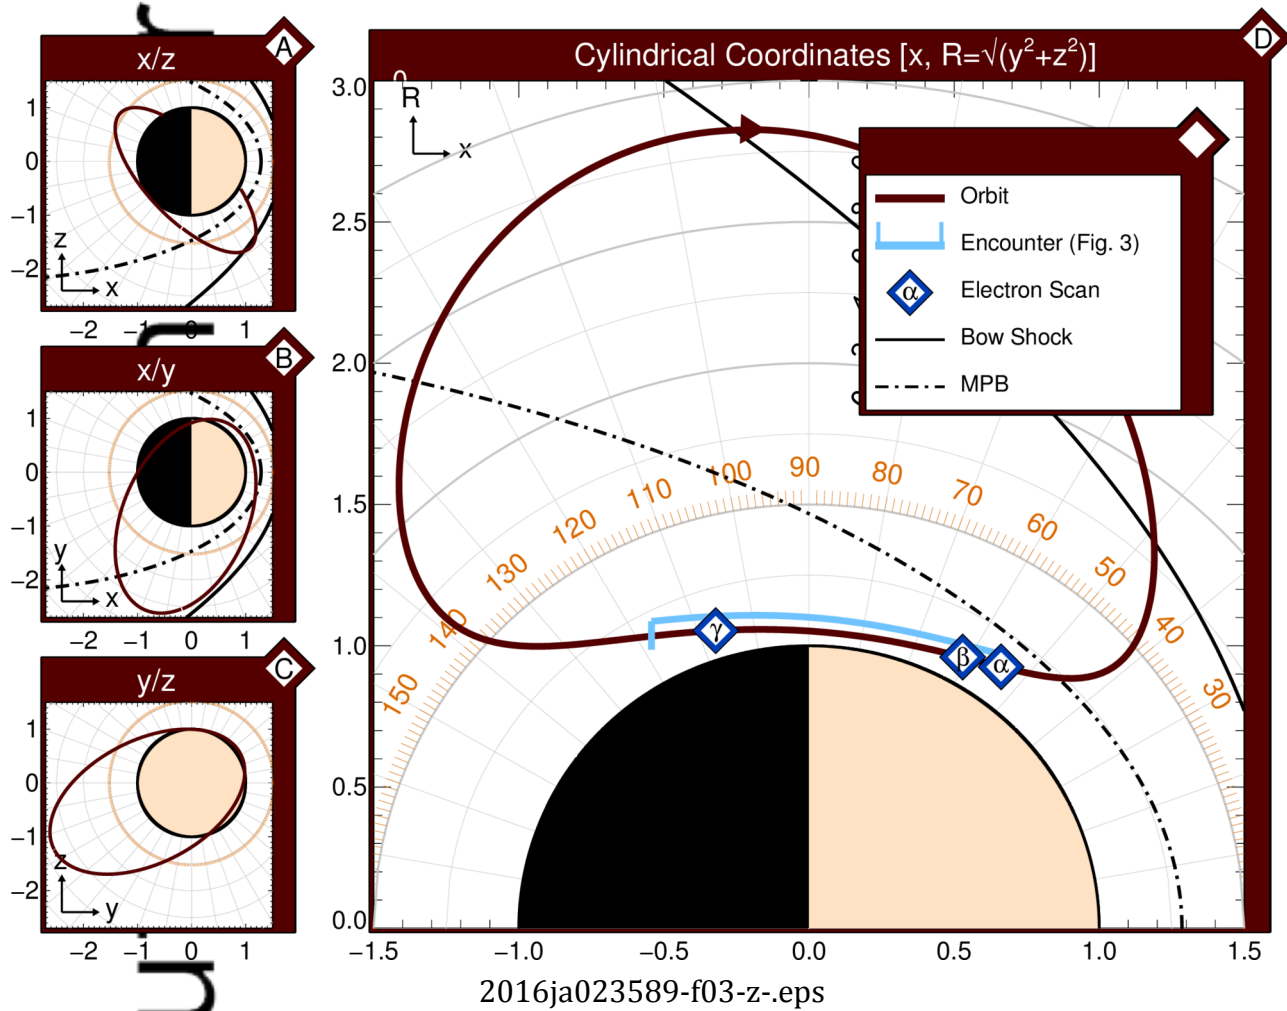 A
x/z
1
0
−1
−2
z
x
−2 −1 0 1
B
x/y
1
0
−1
−2
y
x
−2 −1 0 1
C
y/z
1
0
−1
−2
z
y
−2 −1 0 1
D
Cylindrical Coordinates [x, R=√(y²+z²)]
3.0
2.5
2.0
1.5
1.0
0.5
0.0
R
x
Orbit
Encounter (Fig. 3)
α Electron Scan
Bow Shock
MPB
150 140 130 120 110 100 90 80 70 60 50 40 30
γ β α
−1.5 −1.0 −0.5 0.0 0.5 1.0 1.5
2016ja023589-f03-z-.eps